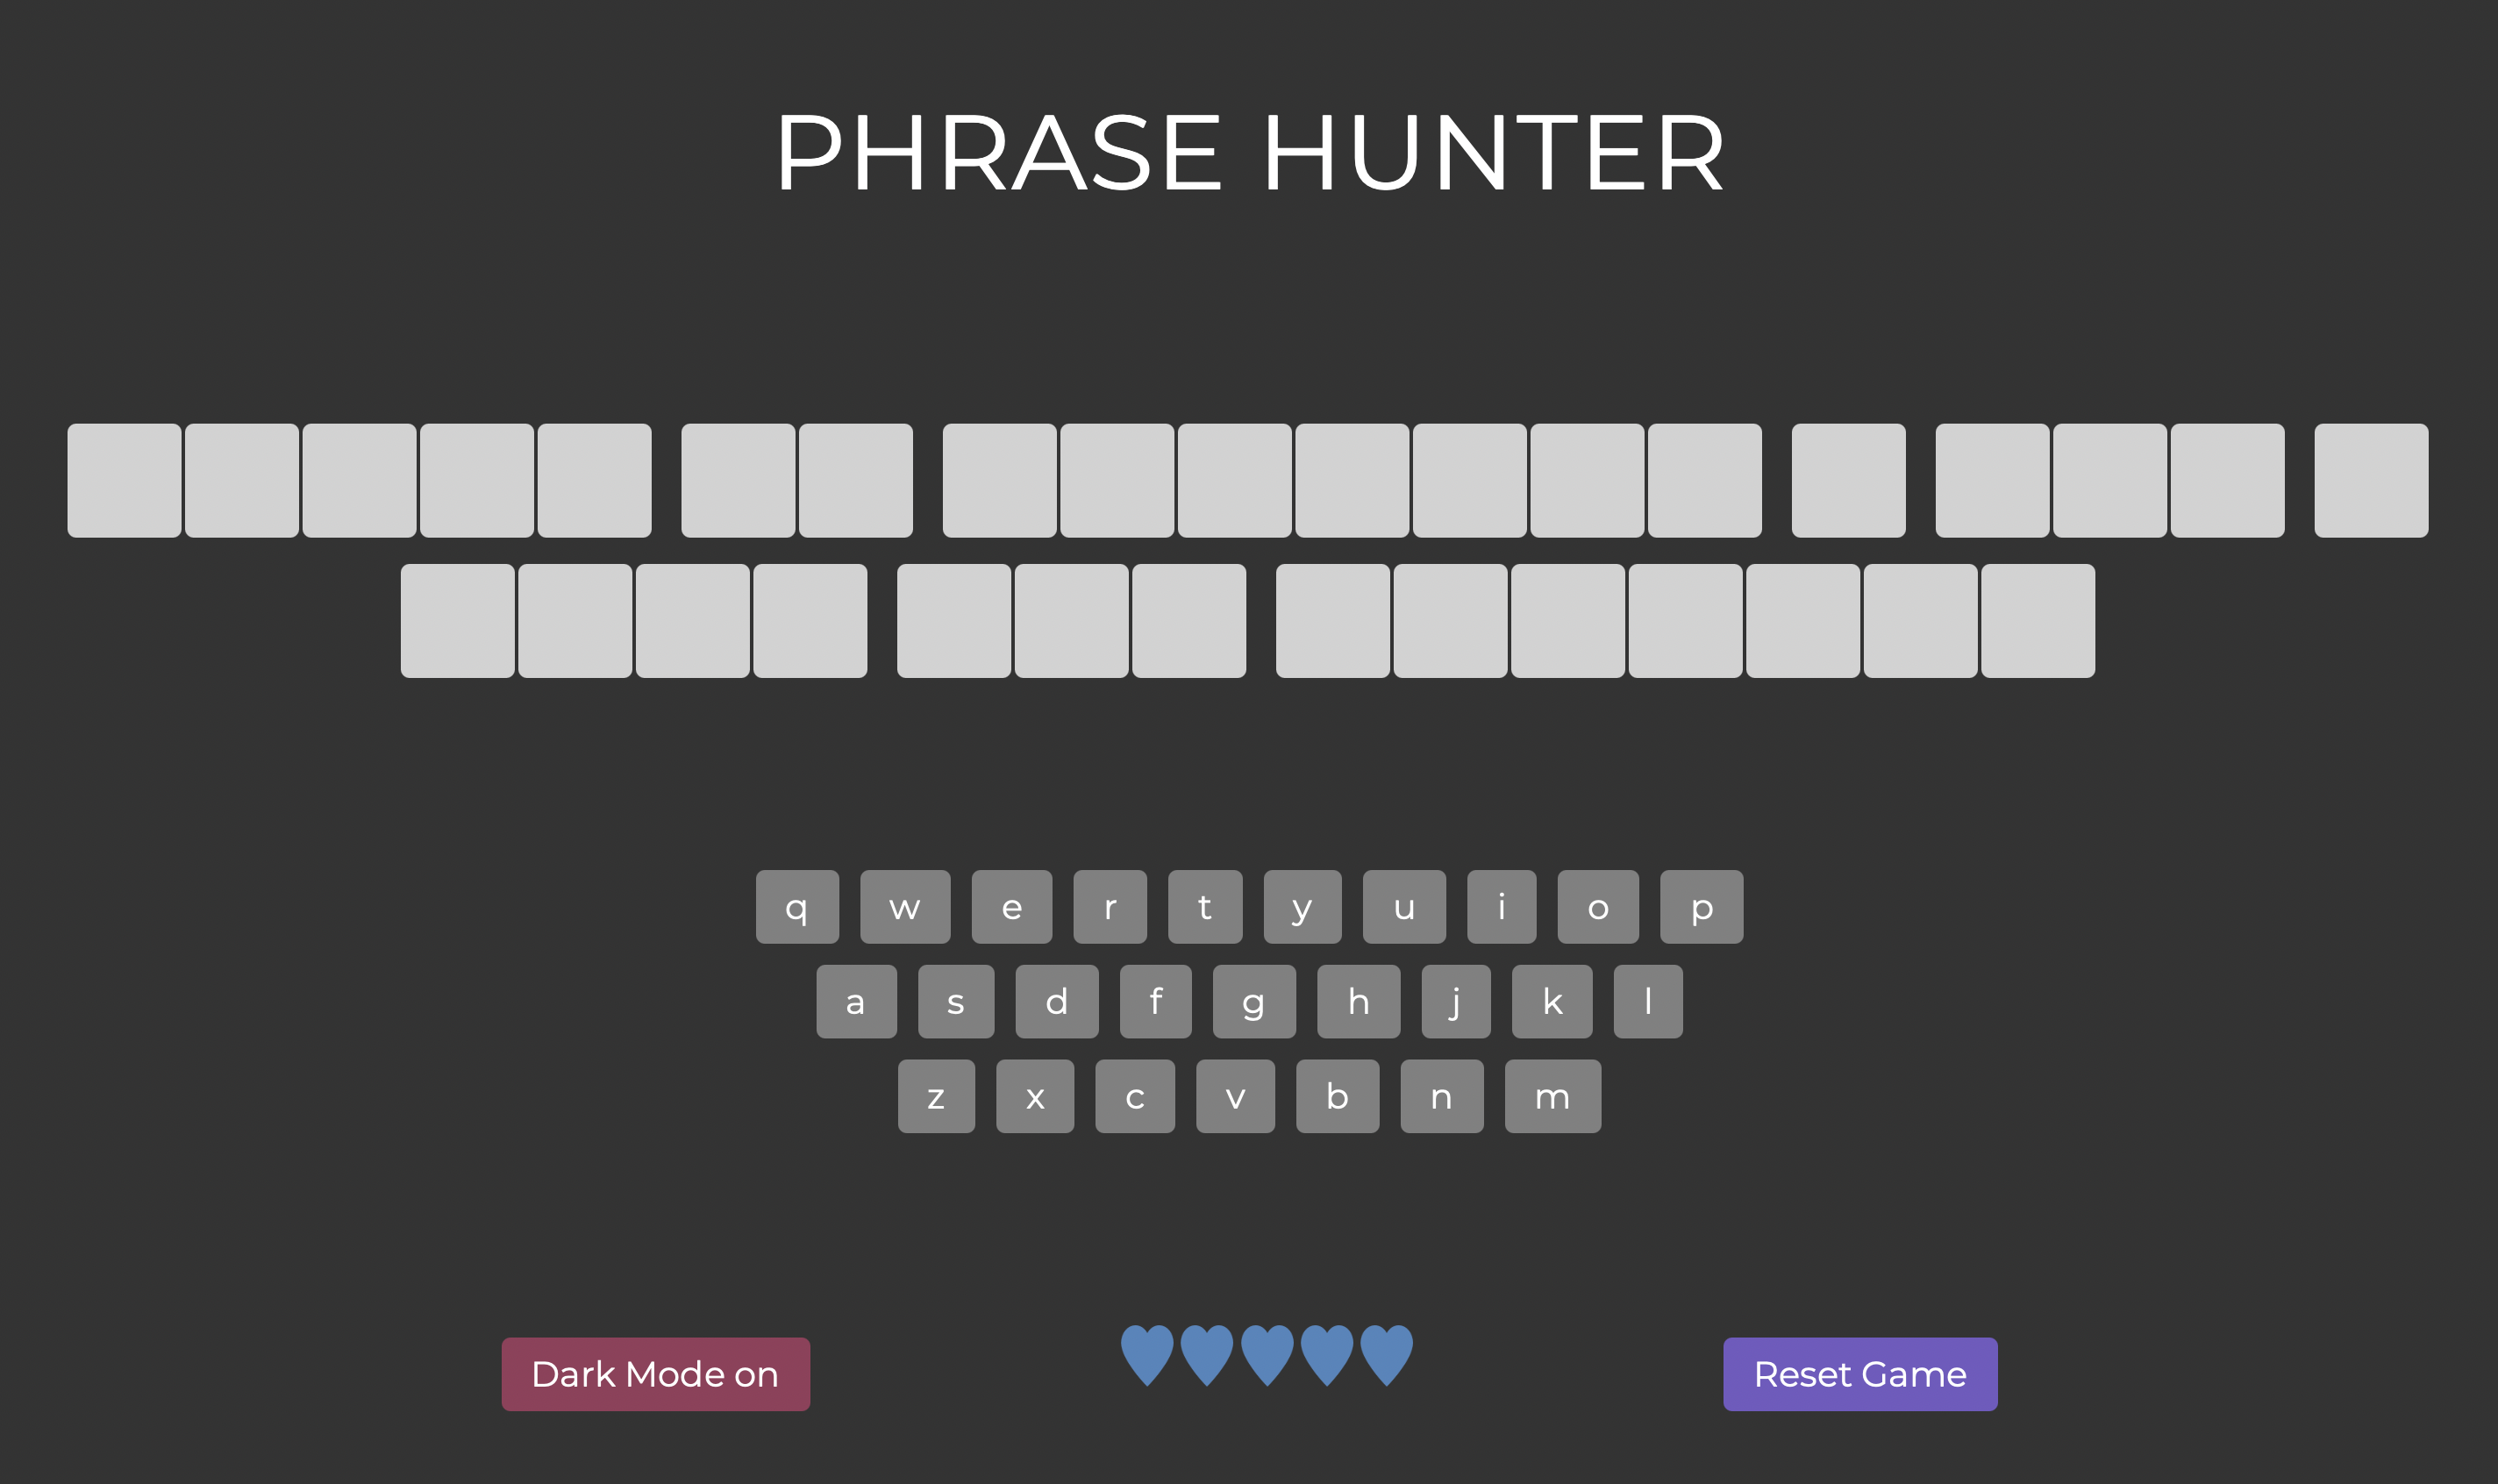 PHRASE HUNTER
q w e r t y u i o p
a s d f g h j k l
z x c v b n m
Dark Mode on Reset Game